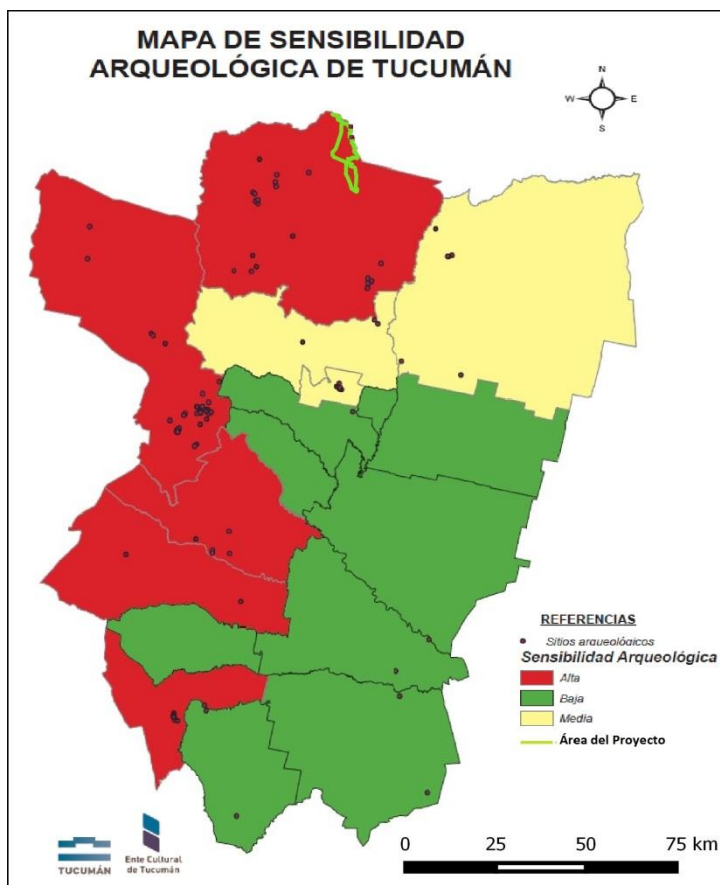 MAPA DE SENSIBILIDAD
ARQUEOLÓGICA DE TUCUMÁN
N
W E
S
REFERENCIAS
Sitios arqueológicos
Sensibilidad Arqueológica
Alta
Baja
Media
Área del Proyecto
TUCUMÁN
Ente Cultural
de Tucumán
0 25 50 75 km